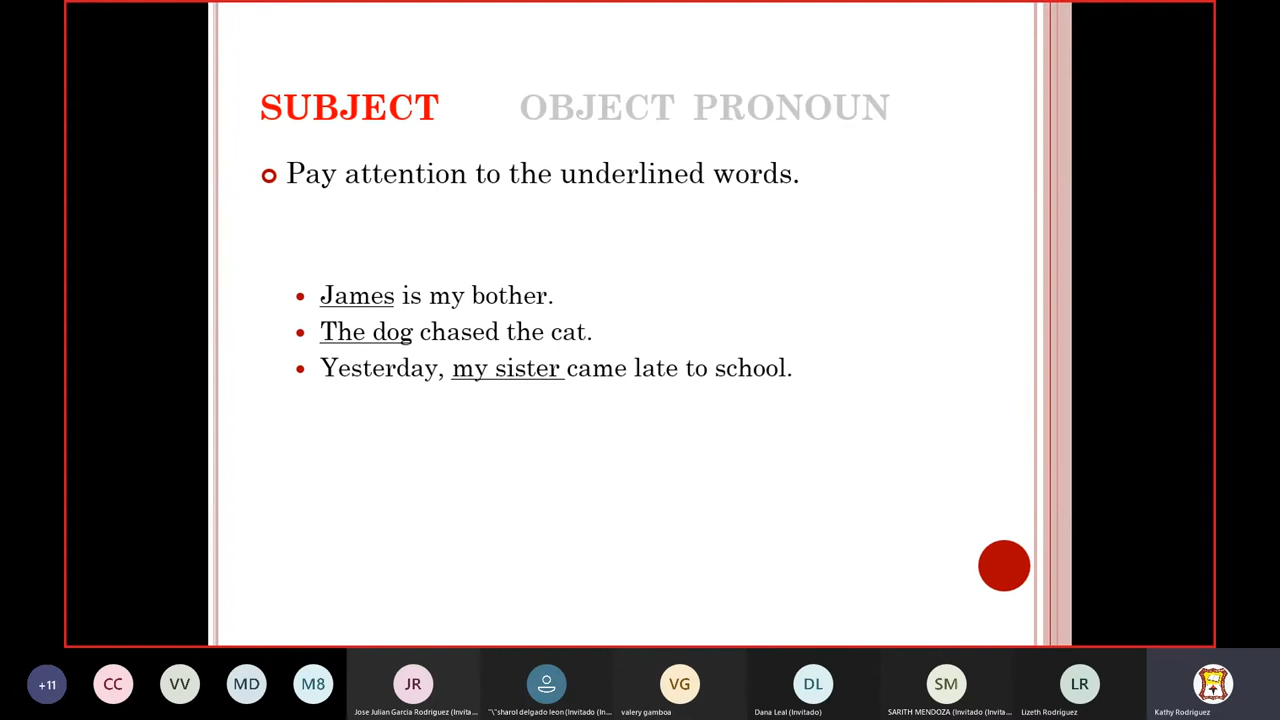 SUBJECT OBJECT PRONOUN
Pay attention to the underlined words.
James is my bother.
The dog chased the cat.
Yesterday, my sister came late to school.
+11 CC VV MD M8 JR VG DL SM LR
Jose Julian Garcia Rodriguez (Invita... "\"sharol delgado leon (Invitado (In... valery gamboa Dana Leal (Invitado) SARITH MENDOZA (Invitado (Invita... Lizeth Rodriguez Kathy Rodriguez